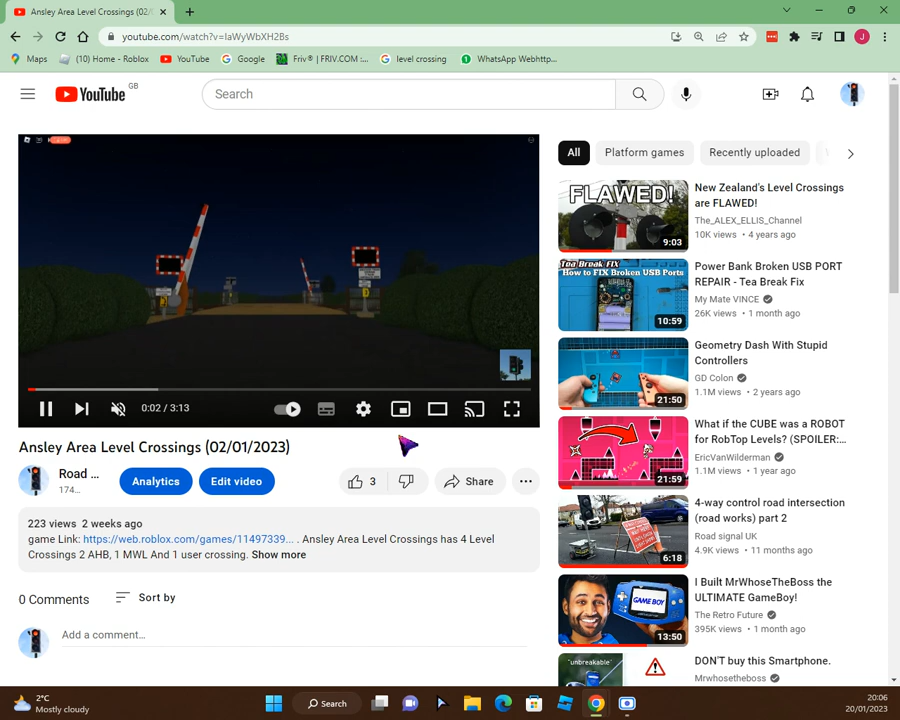 Ansley Area Level Crossings (02/
youtube.com/watch?v=IaWyWbXH2Bs
Maps
(10) Home - Roblox
YouTube
Google
Friv® | FRIV.COM :...
level crossing
WhatsApp Webhttp...
YouTube GB
Search
All
Platform games
Recently uploaded
FLAWED!
9:03
New Zealand's Level Crossings
are FLAWED!
The_ALEX_ELLIS_Channel
10K views • 4 years ago
Tea Break FIX
How to FIX Broken USB Ports
10:59
Power Bank Broken USB PORT
REPAIR - Tea Break Fix
My Mate VINCE
26K views • 1 month ago
21:50
Geometry Dash With Stupid
Controllers
GD Colon
1.1M views • 2 years ago
21:59
What if the CUBE was a ROBOT
for RobTop Levels? (SPOILER:...
EricVanWilderman
1.1M views • 1 year ago
6:18
4-way control road intersection
(road works) part 2
Road signal UK
4.9K views • 11 months ago
GAME BOY
13:50
I Built MrWhoseTheBoss the
ULTIMATE GameBoy!
The Retro Future
395K views • 1 month ago
"unbreakable"
DON'T buy this Smartphone.
Mrwhosetheboss
0:02 / 3:13
Ansley Area Level Crossings (02/01/2023)
Road ...
174...
Analytics
Edit video
3
Share
223 views 2 weeks ago
game Link: https://web.roblox.com/games/11497339... . Ansley Area Level Crossings has 4 Level
Crossings 2 AHB, 1 MWL And 1 user crossing. Show more
0 Comments
Sort by
Add a comment...
2°C
Mostly cloudy
Search
20:06
20/01/2023